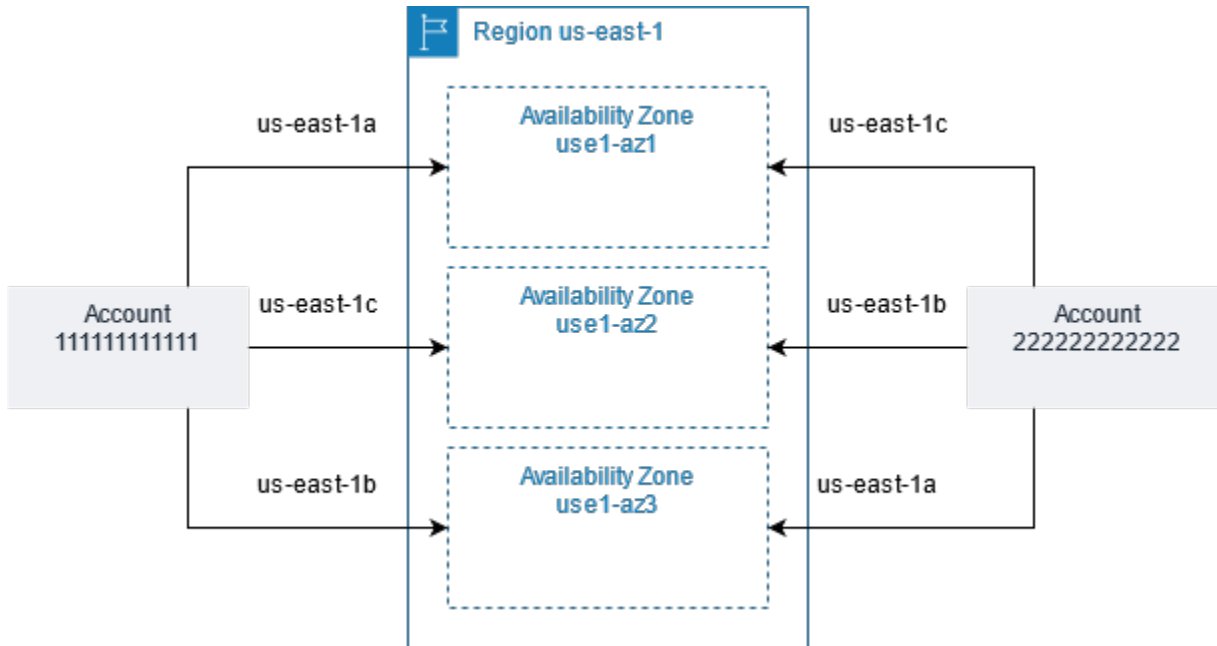 Region us-east-1
us-east-1a
Availability Zone
use1-az1
us-east-1c
Account
111111111111
us-east-1c
Availability Zone
use1-az2
us-east-1b
Account
222222222222
us-east-1b
Availability Zone
use1-az3
us-east-1a